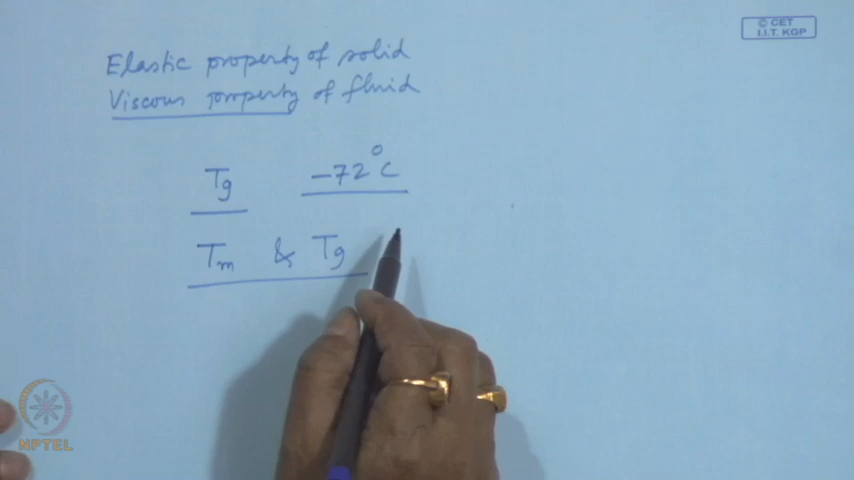 © CET
I.I.T. KGP
Elastic property of solid
Viscous property of fluid
Tg -72°C
Tm & Tg
NPTEL